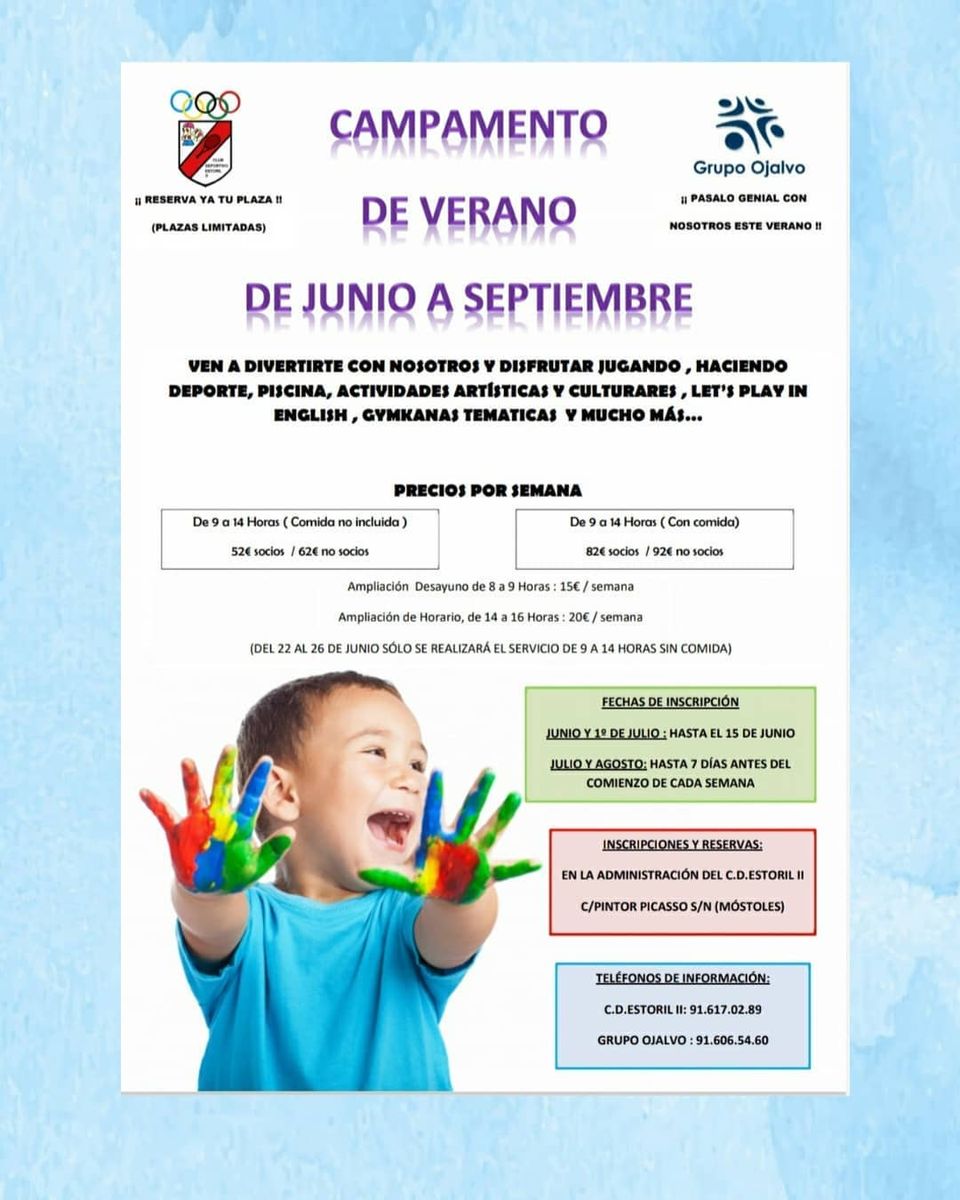 CAMPAMENTO
DE VERANO
DE JUNIO A SEPTIEMBRE
CLUB
DEPORTIVO
ESTORIL
II
¡¡ RESERVA YA TU PLAZA !!
(PLAZAS LIMITADAS)
Grupo Ojalvo
¡¡ PASALO GENIAL CON
NOSOTROS ESTE VERANO !!
VEN A DIVERTIRTE CON NOSOTROS Y DISFRUTAR JUGANDO , HACIENDO
DEPORTE, PISCINA, ACTIVIDADES ARTÍSTICAS Y CULTURARES , LET'S PLAY IN
ENGLISH , GYMKANAS TEMATICAS Y MUCHO MÁS...
PRECIOS POR SEMANA
De 9 a 14 Horas ( Comida no incluida )
52€ socios / 62€ no socios
De 9 a 14 Horas ( Con comida)
82€ socios / 92€ no socios
Ampliación Desayuno de 8 a 9 Horas : 15€ / semana
Ampliación de Horario, de 14 a 16 Horas : 20€ / semana
(DEL 22 AL 26 DE JUNIO SÓLO SE REALIZARÁ EL SERVICIO DE 9 A 14 HORAS SIN COMIDA)
FECHAS DE INSCRIPCIÓN
JUNIO Y 1º DE JULIO : HASTA EL 15 DE JUNIO
JULIO Y AGOSTO: HASTA 7 DÍAS ANTES DEL
COMIENZO DE CADA SEMANA
INSCRIPCIONES Y RESERVAS:
EN LA ADMINISTRACIÓN DEL C.D.ESTORIL II
C/PINTOR PICASSO S/N (MÓSTOLES)
TELÉFONOS DE INFORMACIÓN:
C.D.ESTORIL II: 91.617.02.89
GRUPO OJALVO : 91.606.54.60